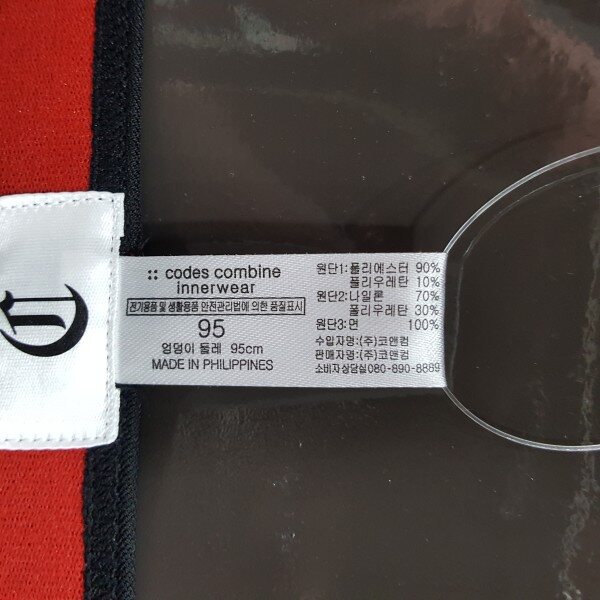 :: codes combine
innerwear
전기용품 및 생활용품 안전관리법에 의한 품질표시
95
엉덩이 둘레 95cm
MADE IN PHILIPPINES
원단1:폴리에스터 90%
폴리우레탄 10%
원단2:나일론 70%
폴리우레탄 30%
원단3:면 100%
수입자명:(주)코앤컴
판매자명:(주)코앤컴
소비자상담실080-890-8869